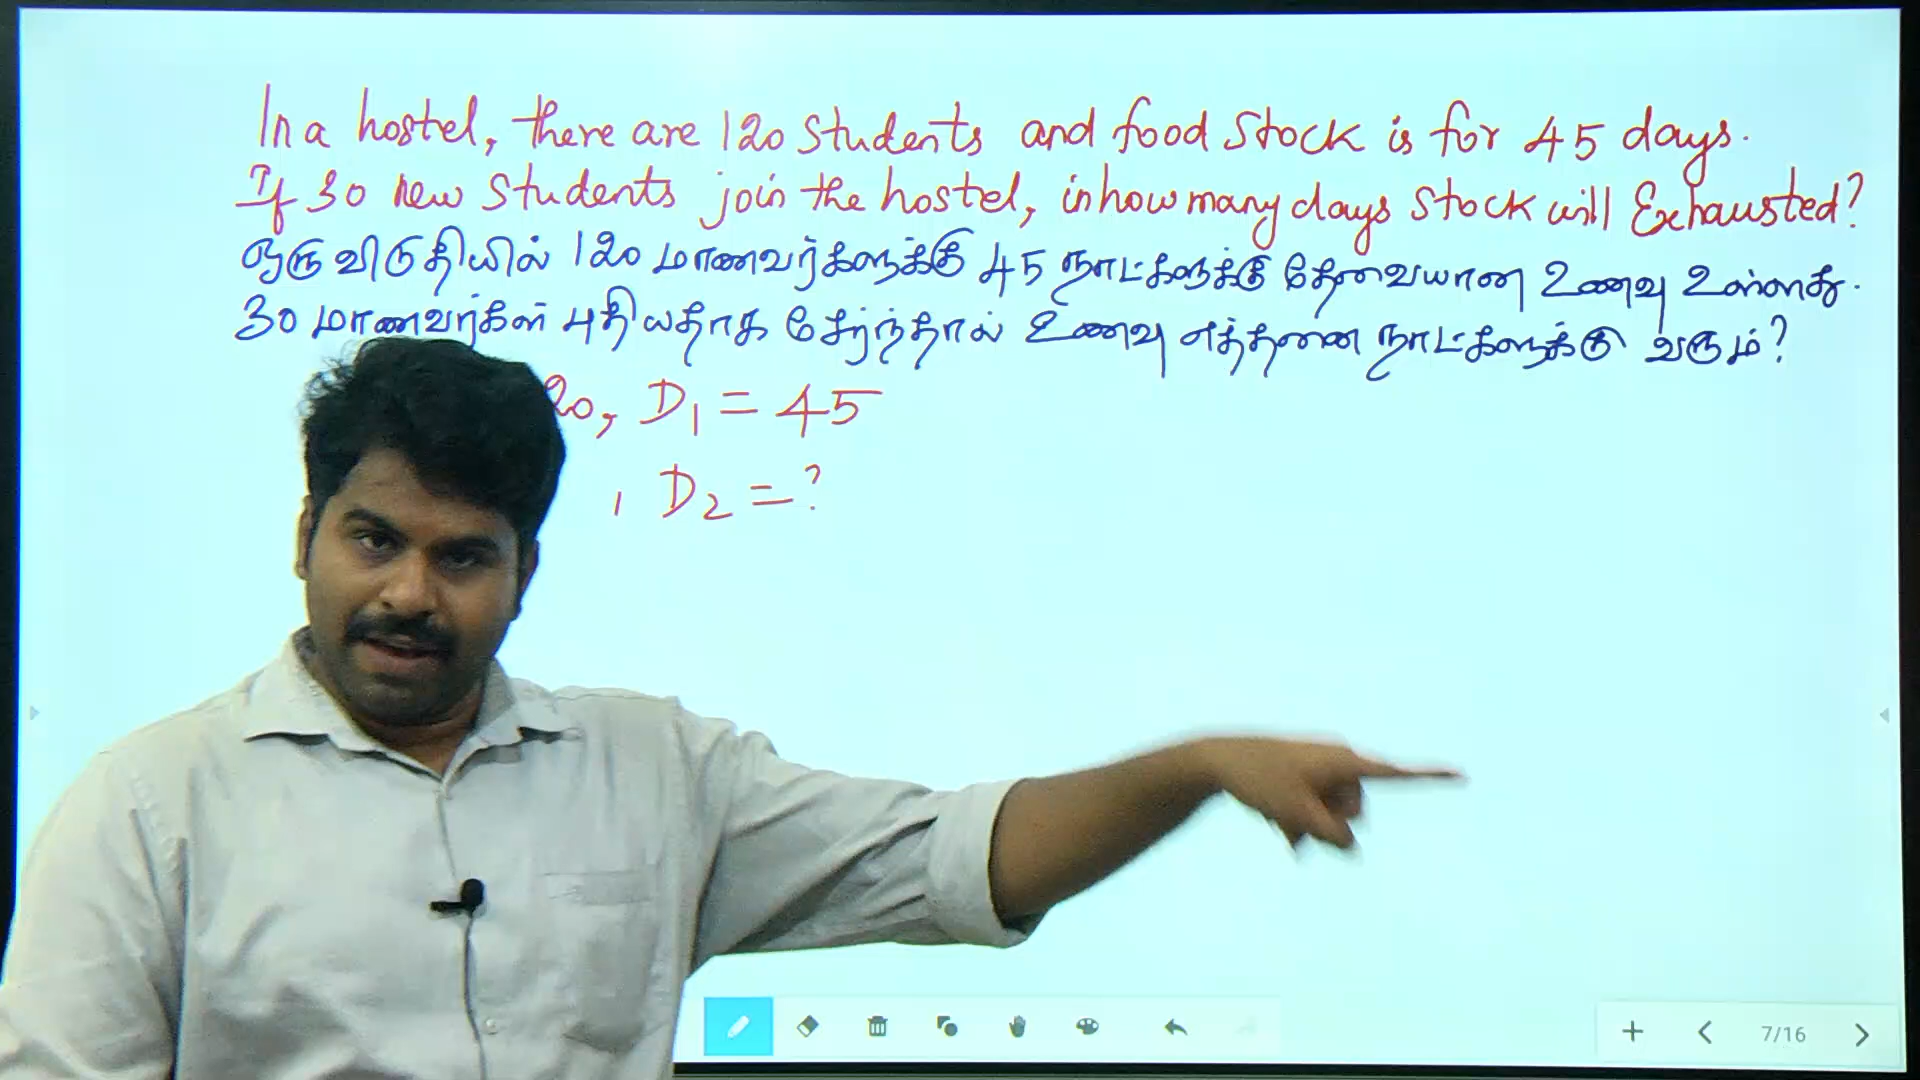 In a hostel, there are 120 Students and food Stock is for 45 days.
If 30 new Students join the hostel, in how many days Stock will Exhausted?
ஒரு விடுதியில் 120 மாணவர்களுக்கு 45 நாட்களுக்கு தேவையான உணவு உள்ளது.
30 மாணவர்கள் புதியதாக சேர்ந்தால் உணவு எத்தனை நாட்களுக்கு வரும்?
20, D1 = 45
, D2 = ?
7/16